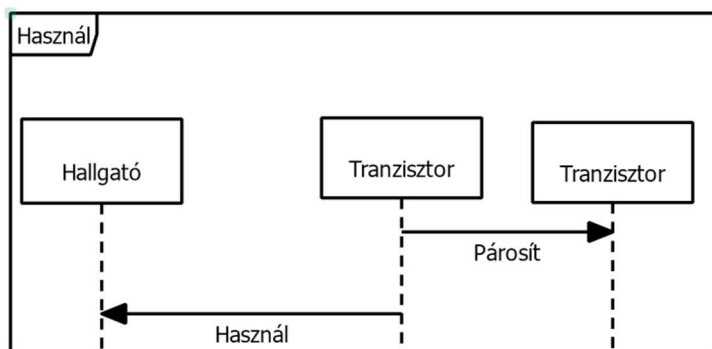 Használ
Hallgató
Tranzisztor
Tranzisztor
Párosít
Használ